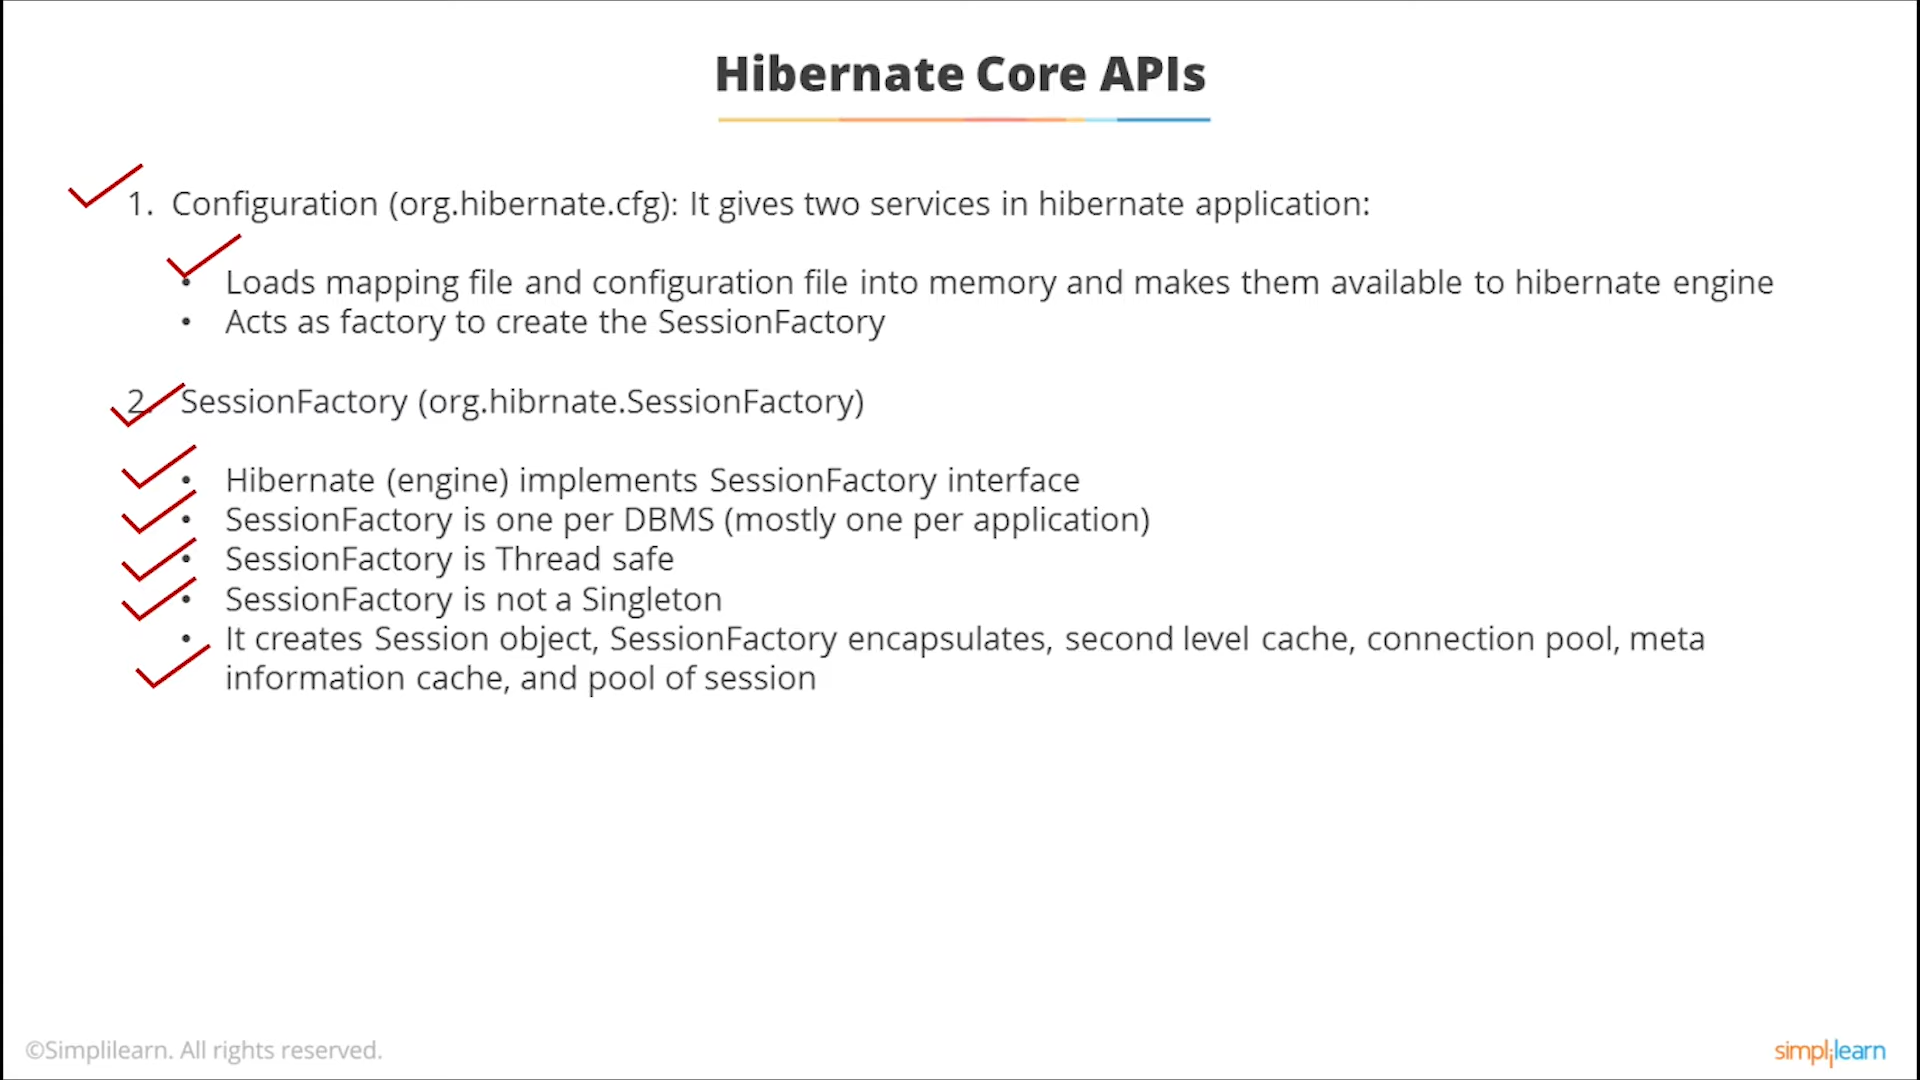 Hibernate Core APIs
1. Configuration (org.hibernate.cfg): It gives two services in hibernate application:
• Loads mapping file and configuration file into memory and makes them available to hibernate engine
• Acts as factory to create the SessionFactory
2. SessionFactory (org.hibrnate.SessionFactory)
• Hibernate (engine) implements SessionFactory interface
• SessionFactory is one per DBMS (mostly one per application)
• SessionFactory is Thread safe
• SessionFactory is not a Singleton
• It creates Session object, SessionFactory encapsulates, second level cache, connection pool, meta
information cache, and pool of session
©Simplilearn. All rights reserved.
simplilearn